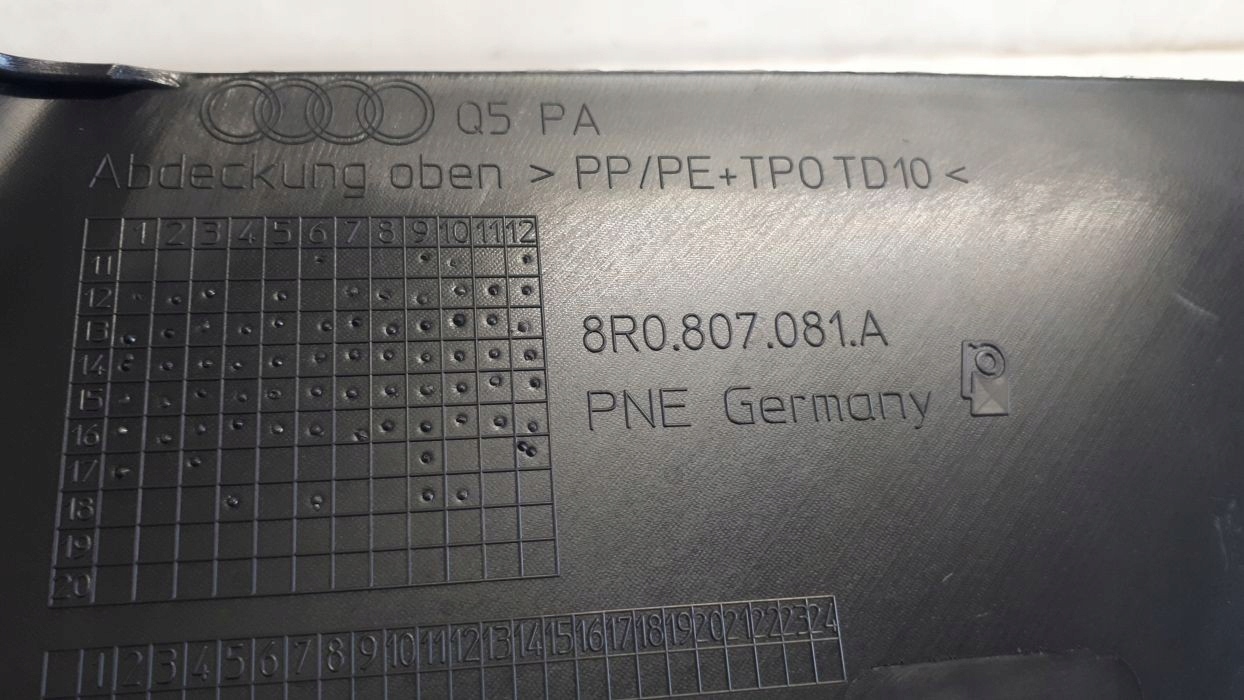 Q5 PA
Abdeckung oben > PP/PE+TPO TD10 <
1 2 3 4 5 6 7 8 9 10 11 12
11
12
13
14
15
16
17
18
19
20
8R0.807.081.A
PNE Germany
1 2 3 4 5 6 7 8 9 10 11 12 13 14 15 16 17 18 19 20 21 22 23 24